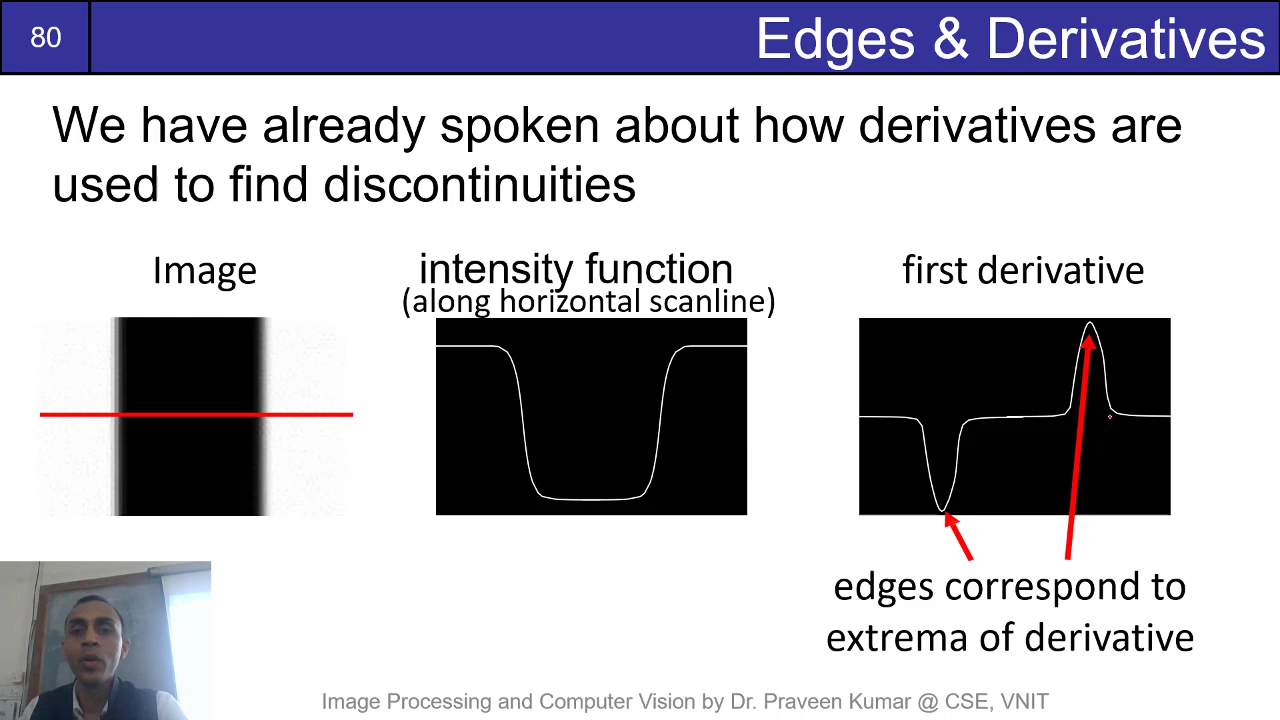 80
Edges & Derivatives
We have already spoken about how derivatives are
used to find discontinuities
Image
intensity function
(along horizontal scanline)
first derivative
edges correspond to
extrema of derivative
Image Processing and Computer Vision by Dr. Praveen Kumar @ CSE, VNIT